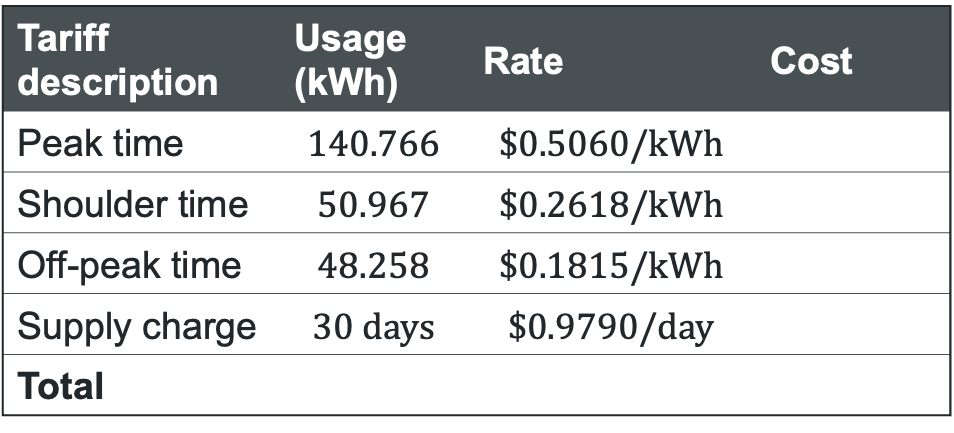 Tariff description Usage (kWh) Rate Cost
Peak time 140.766 $0.5060/kWh
Shoulder time 50.967 $0.2618/kWh
Off-peak time 48.258 $0.1815/kWh
Supply charge 30 days $0.9790/day
Total